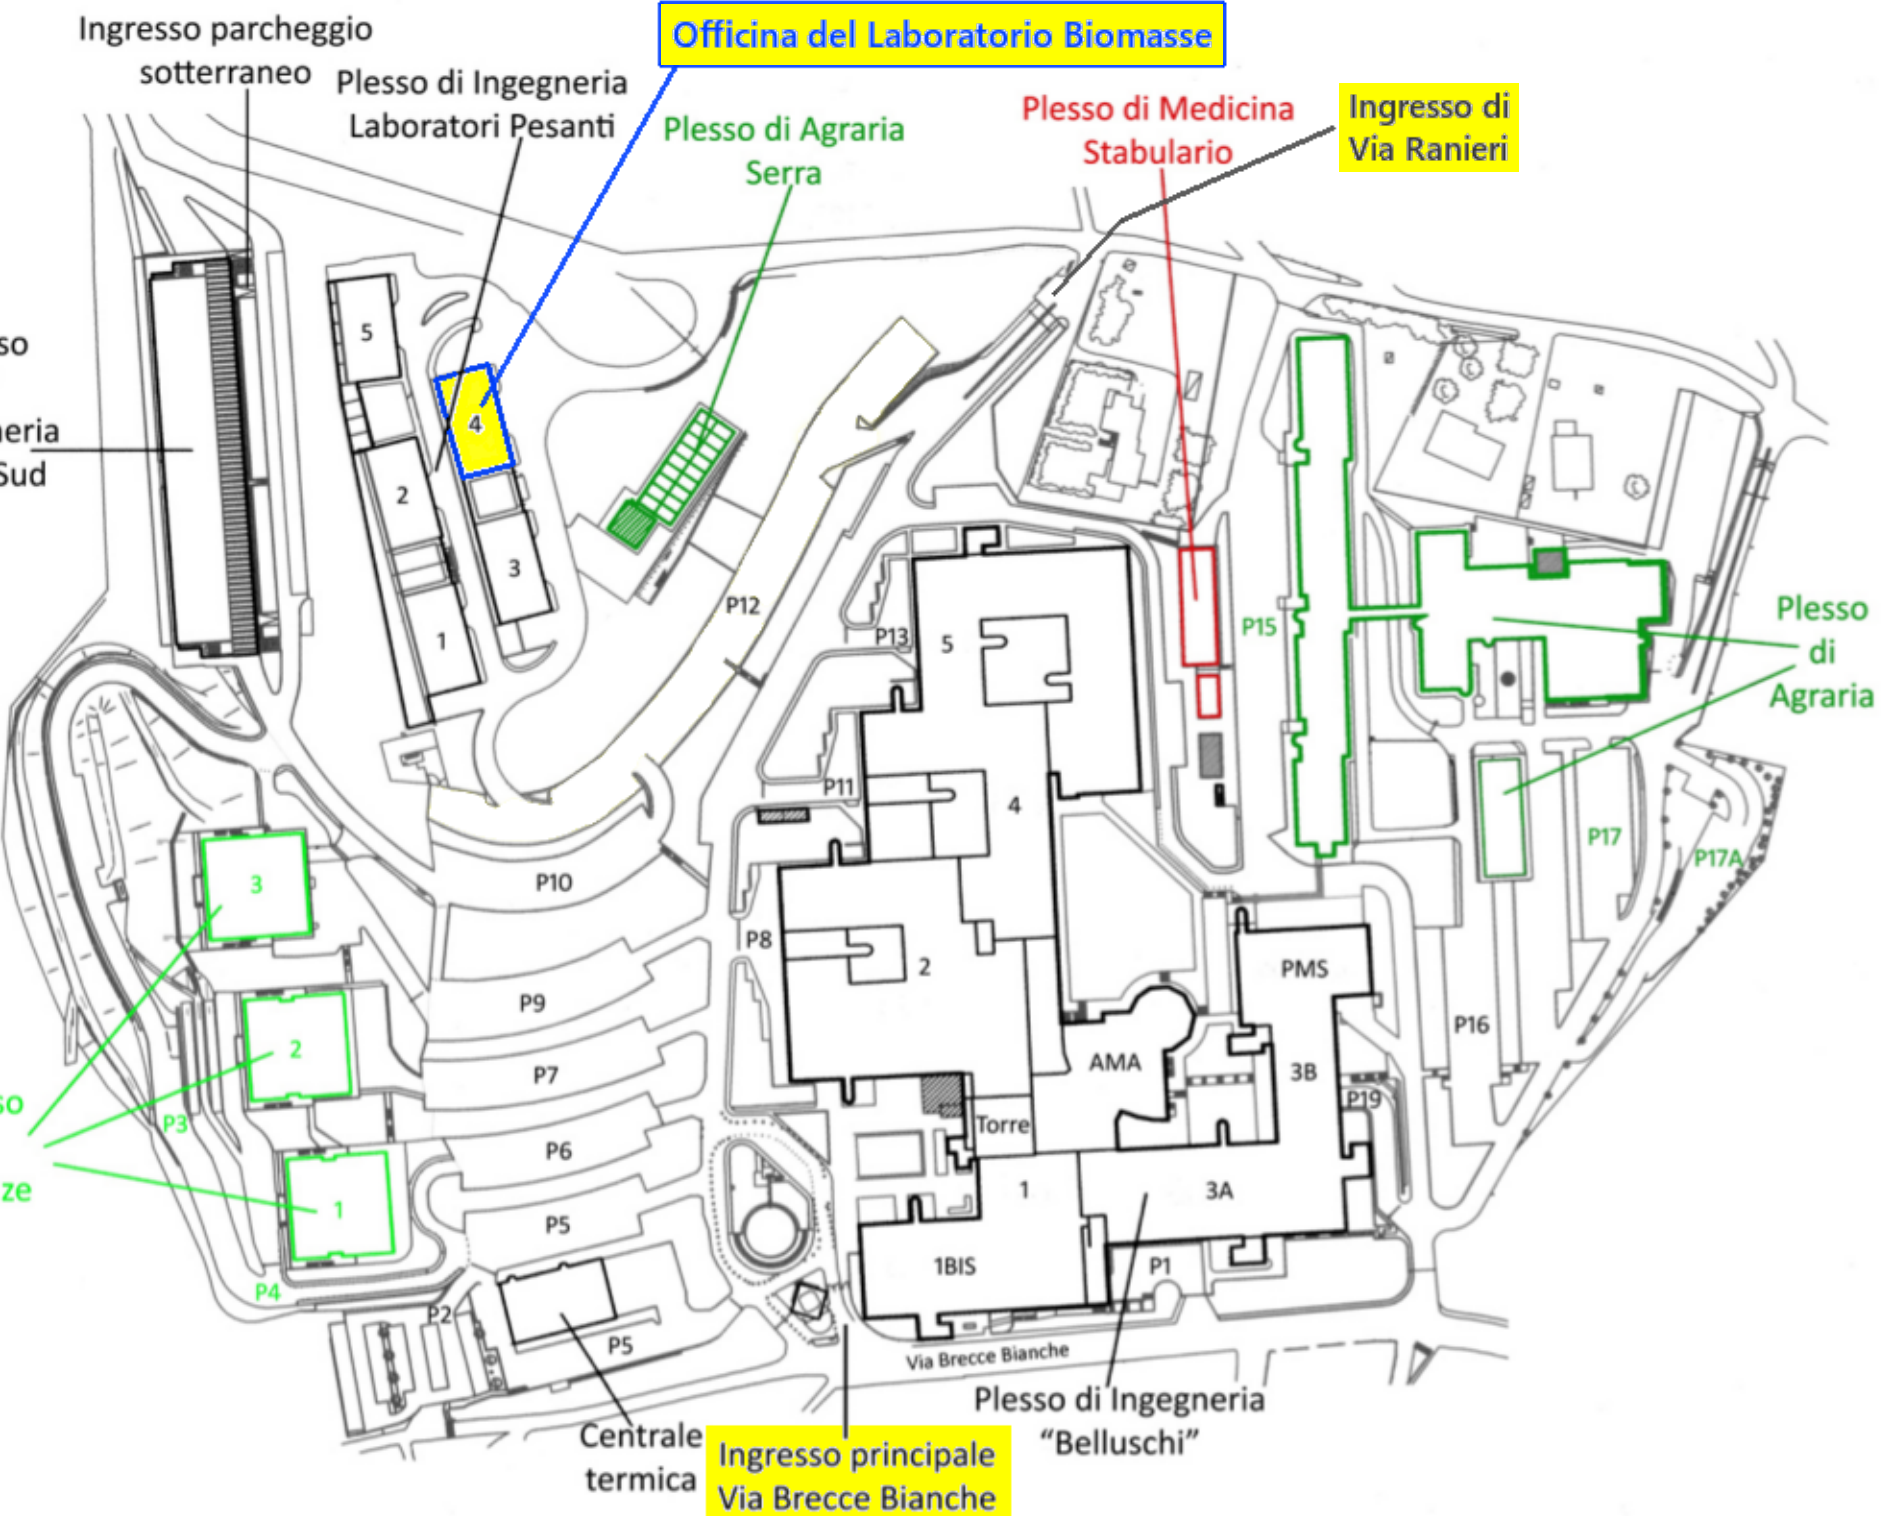 Ingresso parcheggio
sotterraneo
Plesso di Ingegneria
Laboratori Pesanti
Officina del Laboratorio Biomasse
Plesso di Agraria
Serra
Plesso di Medicina
Stabulario
Ingresso di
Via Ranieri
so
eria
Sud
5
4
2
3
1
P12
P13
5
P15
Plesso
di
Agraria
P11
4
P17
P17A
3
P10
P8
2
PMS
P9
P16
2
P7
AMA
3B
so
P3
P19
P6
Torre
ze
1
P5
1
3A
P4
1BIS
P1
P2
P5
Via Brecce Bianche
Plesso di Ingegneria
“Belluschi”
Centrale
termica
Ingresso principale
Via Brecce Bianche